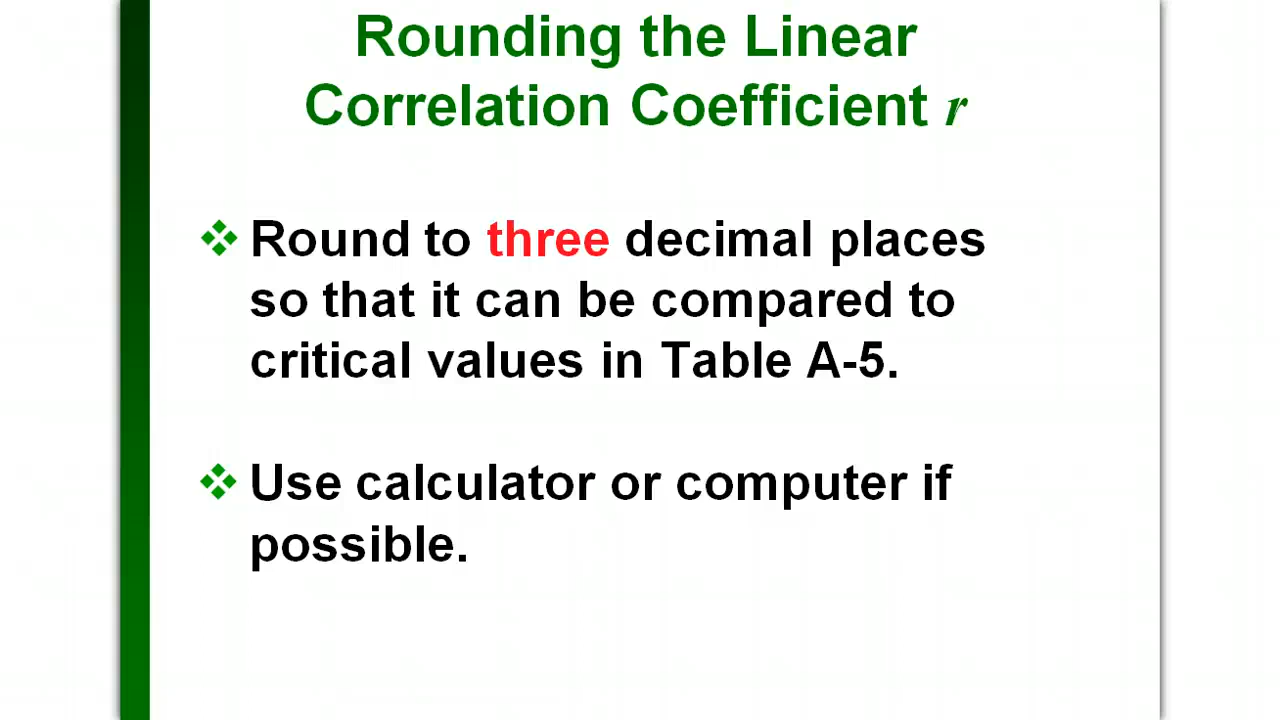 Rounding the Linear
Correlation Coefficient r
Round to three decimal places
so that it can be compared to
critical values in Table A-5.
Use calculator or computer if
possible.